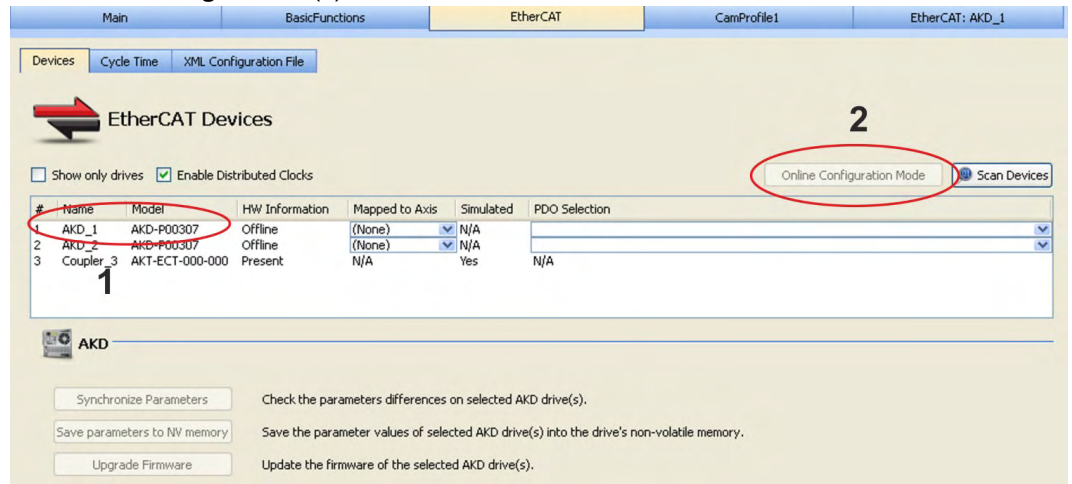 Main BasicFunctions EtherCAT CamProfile1 EtherCAT: AKD_1
Devices Cycle Time XML Configuration File
EtherCAT Devices
2
Show only drives Enable Distributed Clocks Online Configuration Mode Scan Devices
# Name Model HW Information Mapped to Axis Simulated PDO Selection
1 AKD_1 AKD-P00307 Offline (None) N/A
2 AKD_2 AKD-P00307 Offline (None) N/A
3 Coupler_3 AKT-ECT-000-000 Present N/A Yes N/A
1
AKD
Synchronize Parameters Check the parameters differences on selected AKD drive(s).
Save parameters to NV memory Save the parameter values of selected AKD drive(s) into the drive's non-volatile memory.
Upgrade Firmware Update the firmware of the selected AKD drive(s).